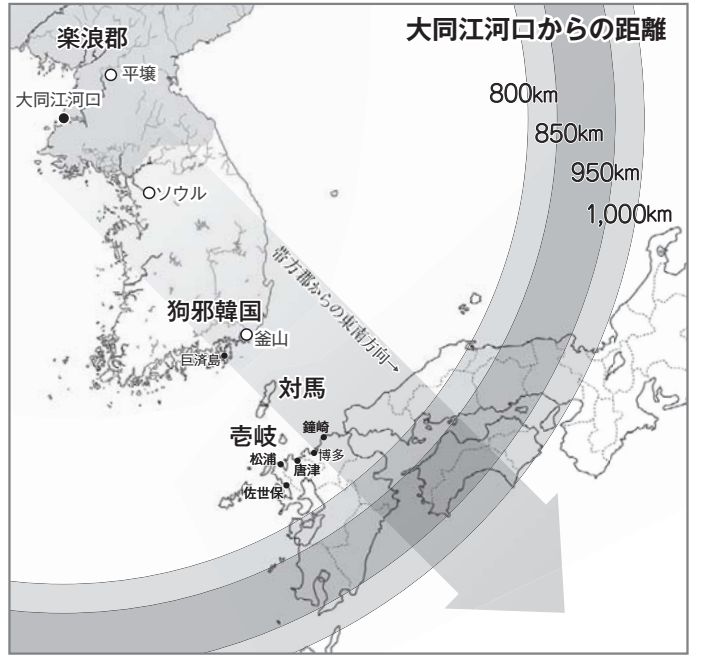 大同江河口からの距離
楽浪郡
平壌
大同江河口
800km
850km
950km
1,000km
ソウル
帯方郡からの東南方向→
狗邪韓国
釜山
巨済島
対馬
壱岐
鐘崎
松浦
博多
唐津
佐世保